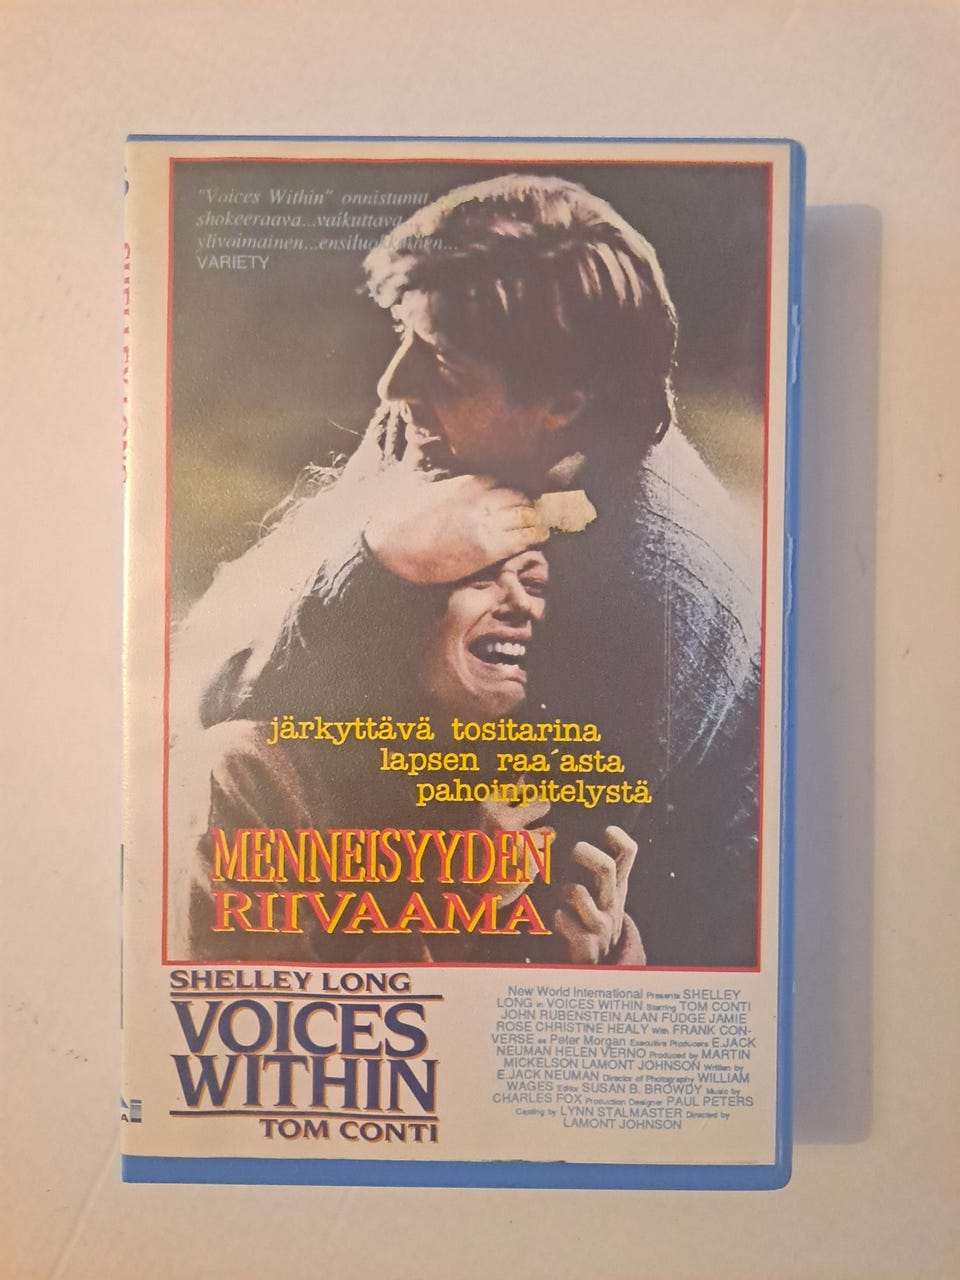 "Voices Within" onnistunut
shokeeraava...vaikuttava
ylivoimainen...ensiluokkainen...
VARIETY
SHELLEY LONG
järkyttävä tositarina
lapsen raa´asta
pahoinpitelystä
MENNEISYYDEN
RIIVAAMA
SHELLEY LONG
VOICES
WITHIN
TOM CONTI
New World International Presents SHELLEY
LONG in VOICES WITHIN Starring TOM CONTI
JOHN RUBENSTEIN ALAN FUDGE JAMIE
ROSE CHRISTINE HEALY With FRANK CON-
VERSE as Peter Morgan Executive Producers E.JACK
NEUMAN HELEN VERNO Produced by MARTIN
MICKELSON LAMONT JOHNSON Written by
E.JACK NEUMAN Director of Photography WILLIAM
WAGES Editor SUSAN B. BROWDY Music by
CHARLES FOX Production Designer PAUL PETERS
Casting by LYNN STALMASTER Directed by
LAMONT JOHNSON